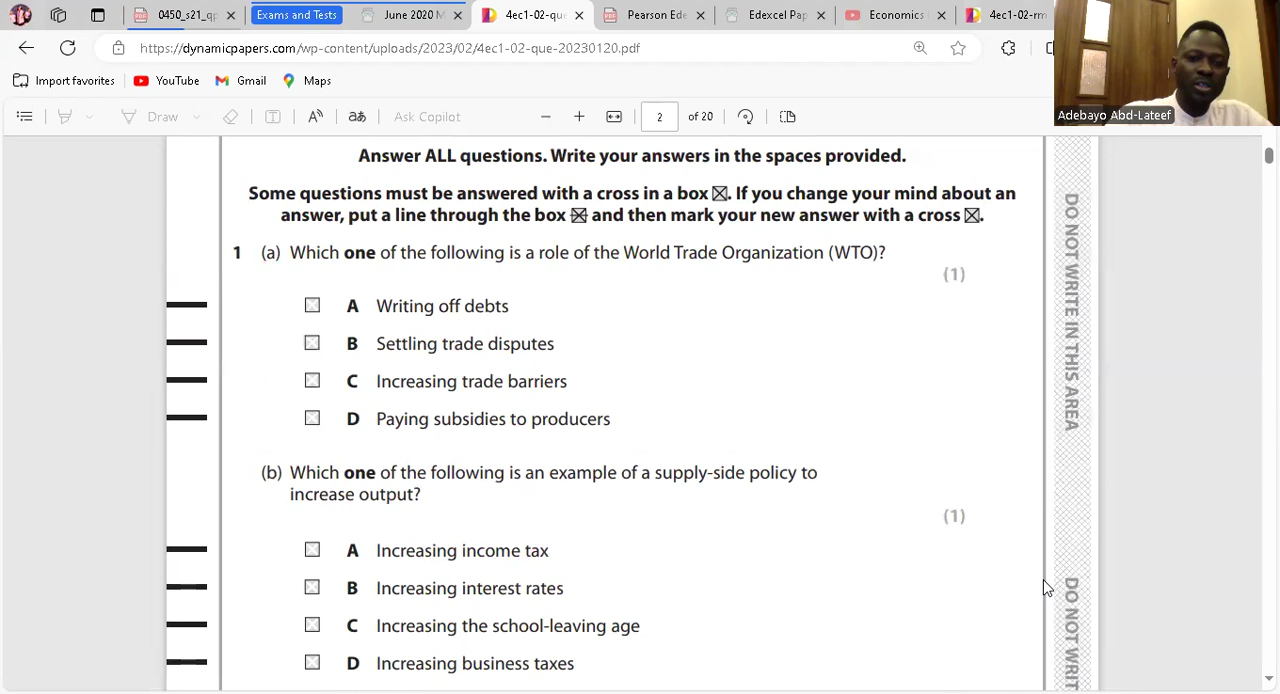 0450_s21_qp
Exams and Tests
June 2020 M
4ec1-02-que
Pearson Ede
Edexcel Pap
Economics
4ec1-02-rm
https://dynamicpapers.com/wp-content/uploads/2023/02/4ec1-02-que-20230120.pdf
Import favorites
YouTube
Gmail
Maps
Draw
Ask Copilot
2 of 20
Adebayo Abd-Lateef
Answer ALL questions. Write your answers in the spaces provided.
Some questions must be answered with a cross in a box ☒. If you change your mind about an
answer, put a line through the box and then mark your new answer with a cross ☒.
1 (a) Which one of the following is a role of the World Trade Organization (WTO)?
(1)
A Writing off debts
B Settling trade disputes
C Increasing trade barriers
D Paying subsidies to producers
(b) Which one of the following is an example of a supply-side policy to
increase output?
(1)
A Increasing income tax
B Increasing interest rates
C Increasing the school-leaving age
D Increasing business taxes
DO NOT WRITE IN THIS AREA
DO NOT WRIT